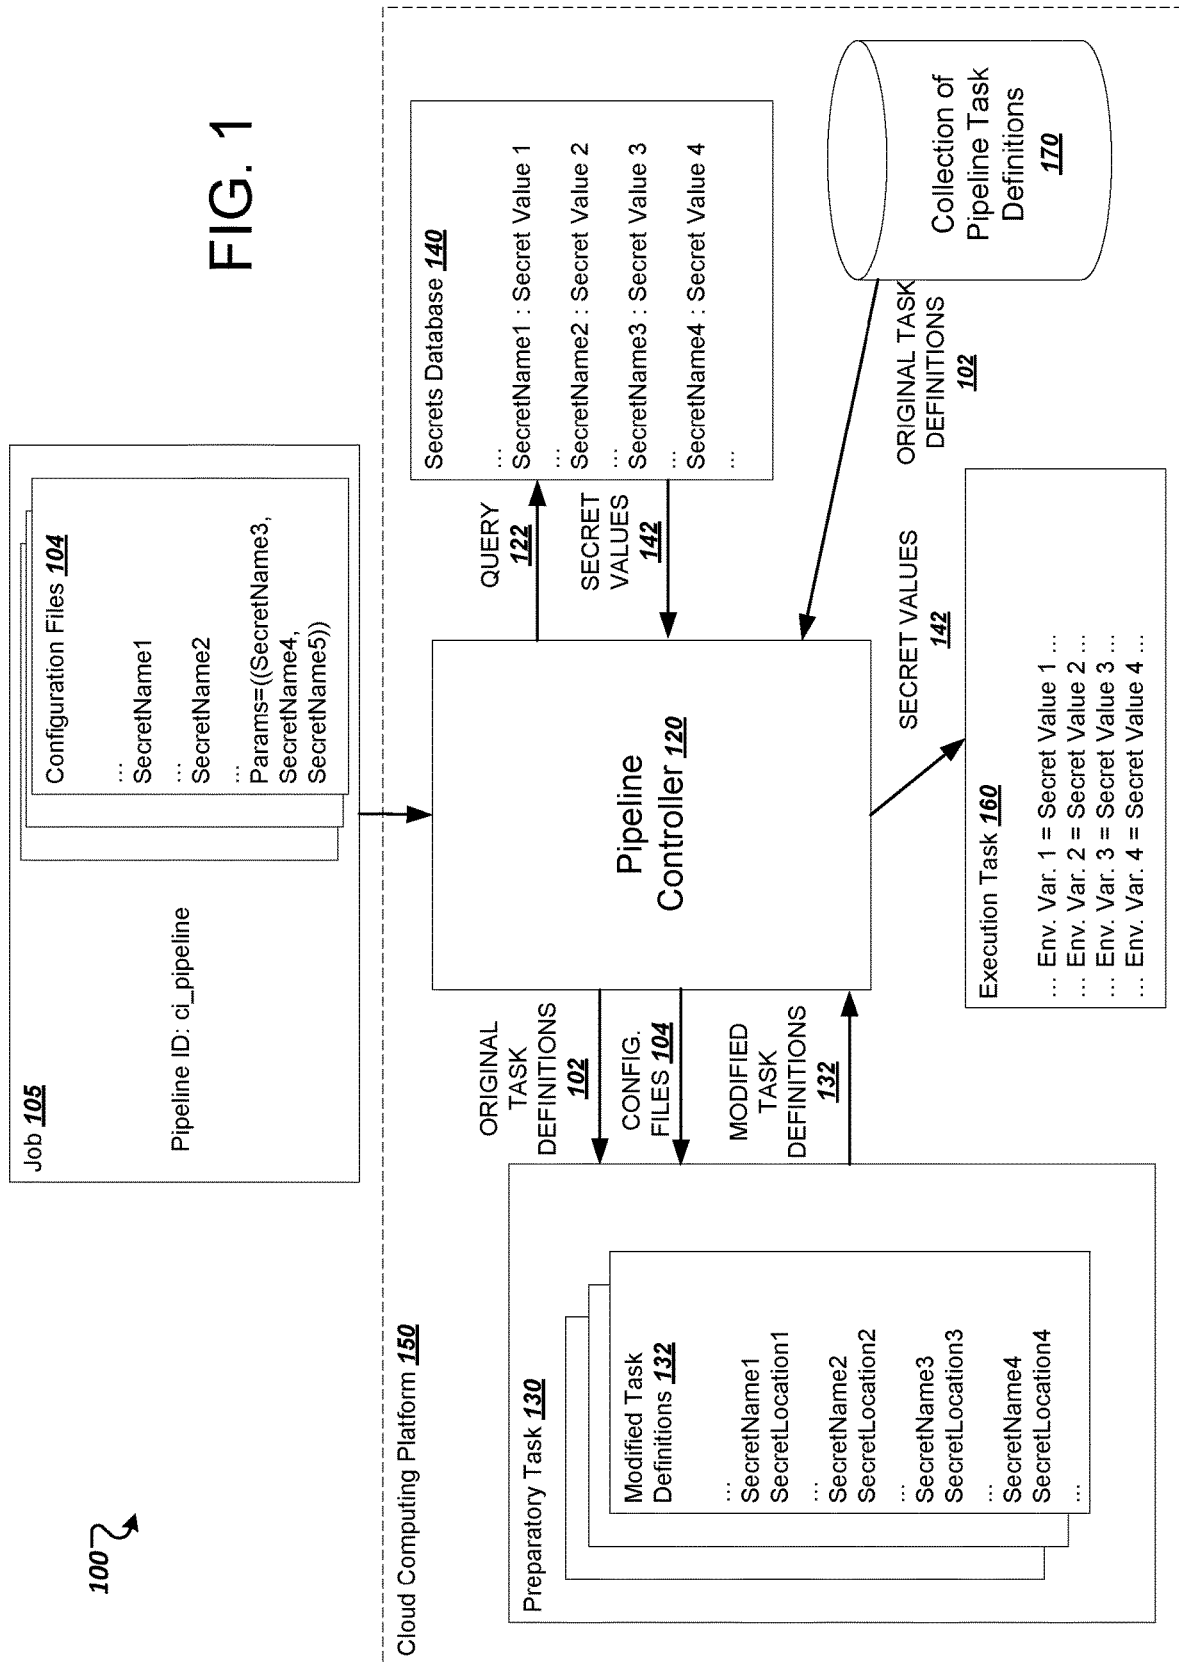 FIG. 1
100
Job 105
Pipeline ID: ci_pipeline
Configuration Files 104
...
SecretName1
...
SecretName2
...
Params=((SecretName3,
SecretName4,
SecretName5))
Cloud Computing Platform 150
Preparatory Task 130
Modified Task
Definitions 132
...
SecretName1
SecretLocation1
...
SecretName2
SecretLocation2
...
SecretName3
SecretLocation3
...
SecretName4
SecretLocation4
...
ORIGINAL
TASK
DEFINITIONS
102
CONFIG.
FILES 104
MODIFIED
TASK
DEFINITIONS
132
Pipeline
Controller 120
QUERY
122
SECRET
VALUES
142
Secrets Database 140
...
SecretName1 : Secret Value 1
...
SecretName2 : Secret Value 2
...
SecretName3 : Secret Value 3
...
SecretName4 : Secret Value 4
...
ORIGINAL TASK
DEFINITIONS
102
Collection of
Pipeline Task
Definitions
170
SECRET VALUES
142
Execution Task 160
... Env. Var. 1 = Secret Value 1 ...
... Env. Var. 2 = Secret Value 2 ...
... Env. Var. 3 = Secret Value 3 ...
... Env. Var. 4 = Secret Value 4 ...